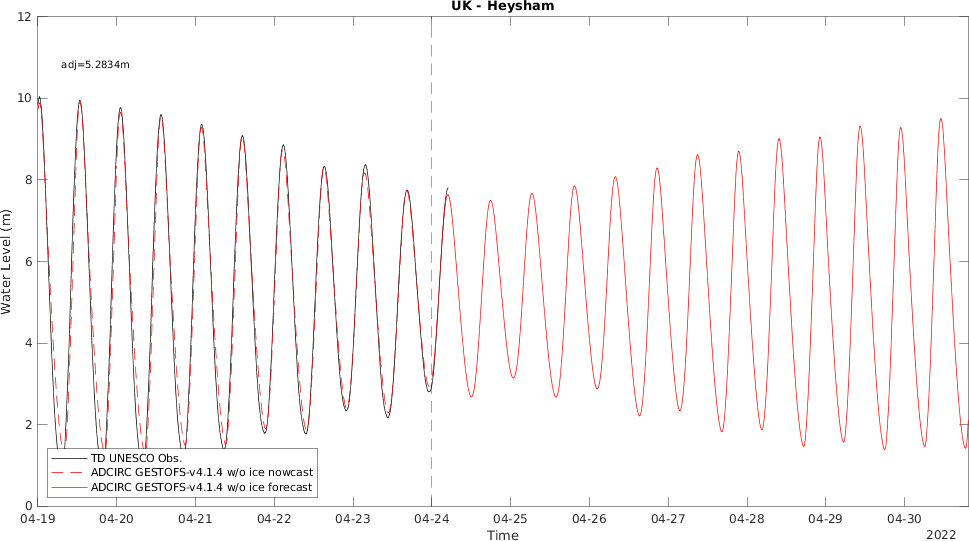 UK - Heysham
12
adj=5.2834m
10
8
6
4
2
0
Water Level (m)
TD UNESCO Obs.
ADCIRC GESTOFS-v4.1.4 w/o ice nowcast
ADCIRC GESTOFS-v4.1.4 w/o ice forecast
04-19 04-20 04-21 04-22 04-23 04-24 04-25 04-26 04-27 04-28 04-29 04-30
Time
2022